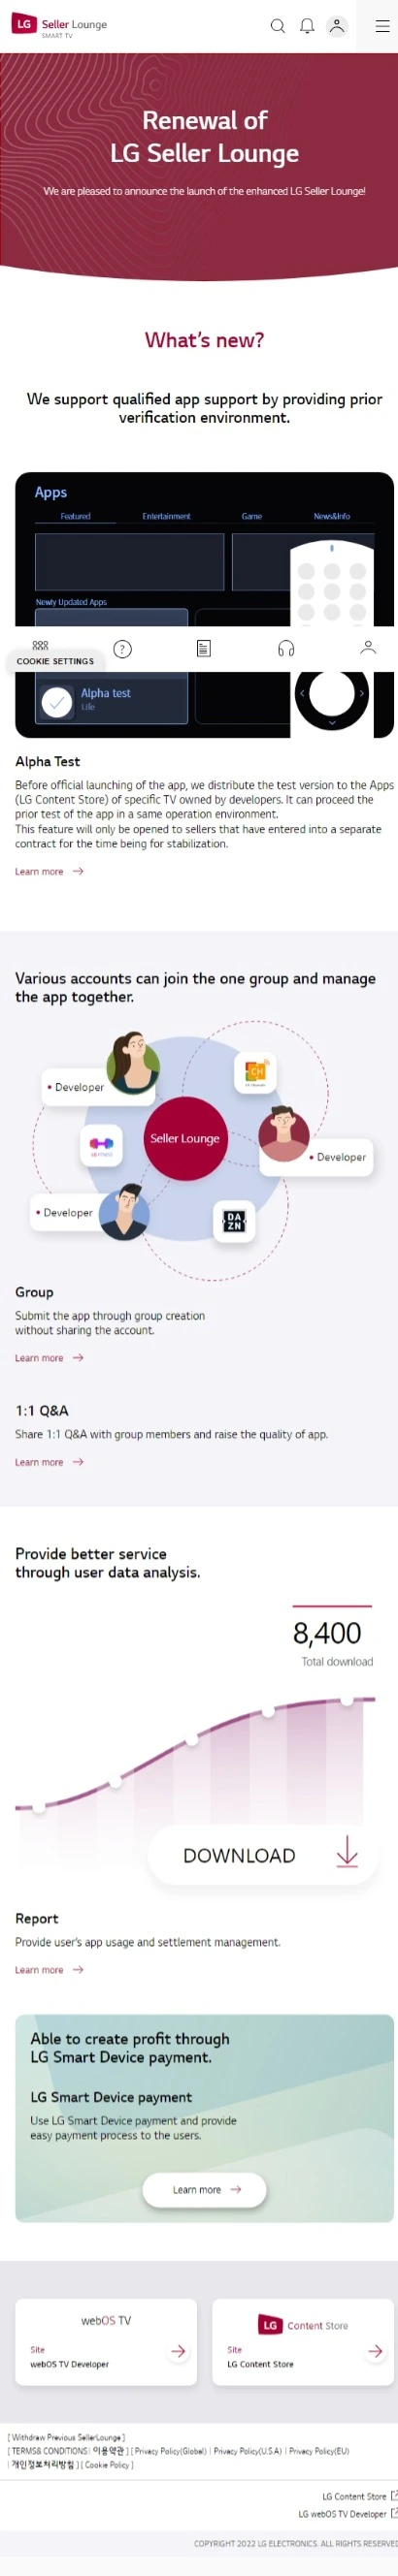 LG Seller Lounge
SMART TV
Renewal of
LG Seller Lounge
We are pleased to announce the launch of the enhanced LG Seller Lounge!
What's new?
We support qualified app support by providing prior
verification environment.
Apps
Featured Entertainment Game News&Info
Newly Updated Apps
COOKIE SETTINGS
Alpha test
Life
Alpha Test
Before official launching of the app, we distribute the test version to the Apps
(LG Content Store) of specific TV owned by developers. It can proceed the
prior test of the app in a same operation environment.
This feature will only be opened to sellers that have entered into a separate
contract for the time being for stabilization.
Learn more
Various accounts can join the one group and manage
the app together.
Developer
CH
Seller Lounge
Developer
Developer
DA
ZN
Group
Submit the app through group creation
without sharing the account.
Learn more
1:1 Q&A
Share 1:1 Q&A with group members and raise the quality of app.
Learn more
Provide better service
through user data analysis.
8,400
Total download
DOWNLOAD
Report
Provide user's app usage and settlement management.
Learn more
Able to create profit through
LG Smart Device payment.
LG Smart Device payment
Use LG Smart Device payment and provide
easy payment process to the users.
Learn more
webOS TV
Site
webOS TV Developer
LG Content Store
Site
LG Content Store
[ Withdraw Previous SellerLounge ]
[ TERMS& CONDITIONS | 이용약관 ] [ Privacy Policy(Global) | Privacy Policy(U.S.A) | Privacy Policy(EU)
| 개인정보처리방침 ] [ Cookie Policy ]
LG Content Store
LG webOS TV Developer
COPYRIGHT 2022 LG ELECTRONICS. ALL RIGHTS RESERVED